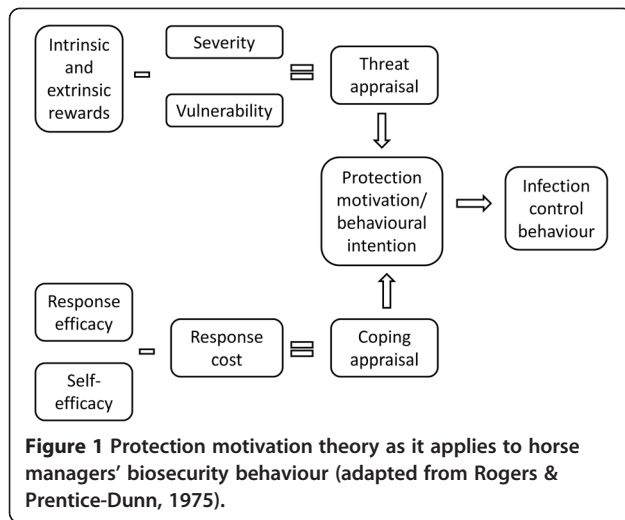 Intrinsic
and
extrinsic
rewards
Severity
Vulnerability
Threat
appraisal
Protection
motivation/
behavioural
intention
Infection
control
behaviour
Response
efficacy
Self-
efficacy
Response
cost
Coping
appraisal
Figure 1 Protection motivation theory as it applies to horse
managers' biosecurity behaviour (adapted from Rogers &
Prentice-Dunn, 1975).